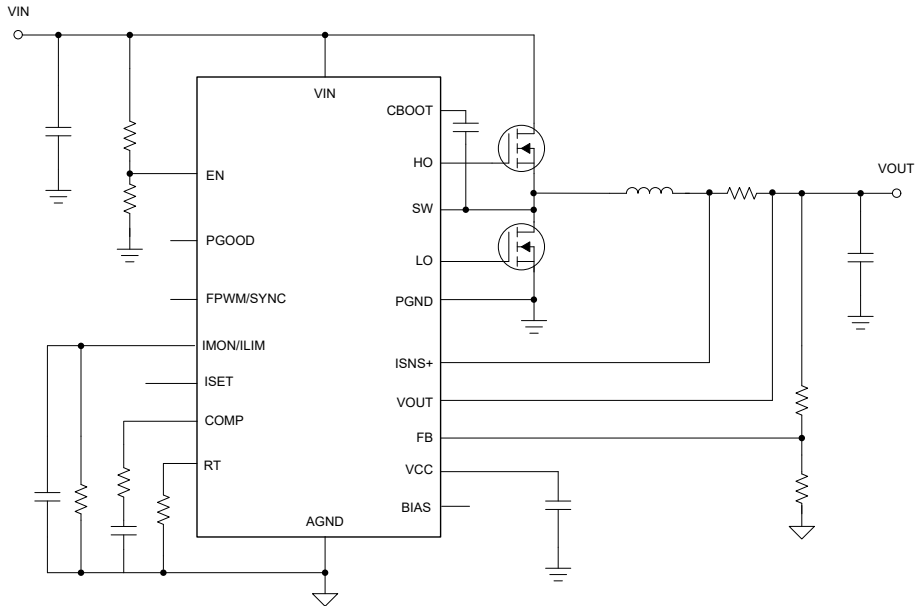 VIN
VIN
CBOOT
HO
EN
VOUT
SW
PGOOD
LO
FPWM/SYNC
PGND
IMON/ILIM
ISNS+
ISET
VOUT
COMP
FB
RT
VCC
BIAS
AGND